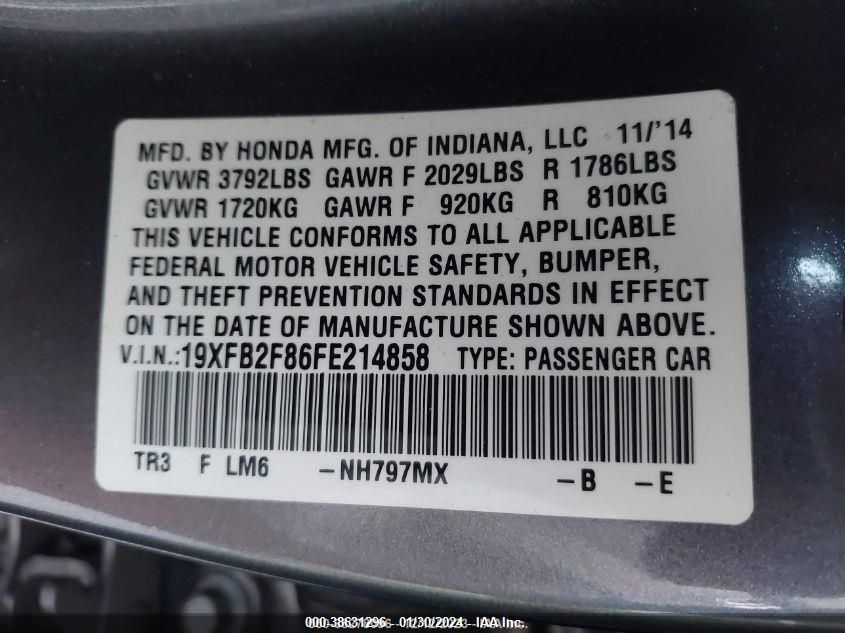 MFD. BY HONDA MFG. OF INDIANA, LLC 11/'14
GVWR 3792LBS GAWR F 2029LBS R 1786LBS
GVWR 1720KG GAWR F 920KG R 810KG
THIS VEHICLE CONFORMS TO ALL APPLICABLE
FEDERAL MOTOR VEHICLE SAFETY, BUMPER,
AND THEFT PREVENTION STANDARDS IN EFFECT
ON THE DATE OF MANUFACTURE SHOWN ABOVE.
V.I.N.:19XFB2F86FE214858 TYPE: PASSENGER CAR
TR3 F LM6 -NH797MX -B -E
000-38631296 - 01/30/2024 - IAA Inc.